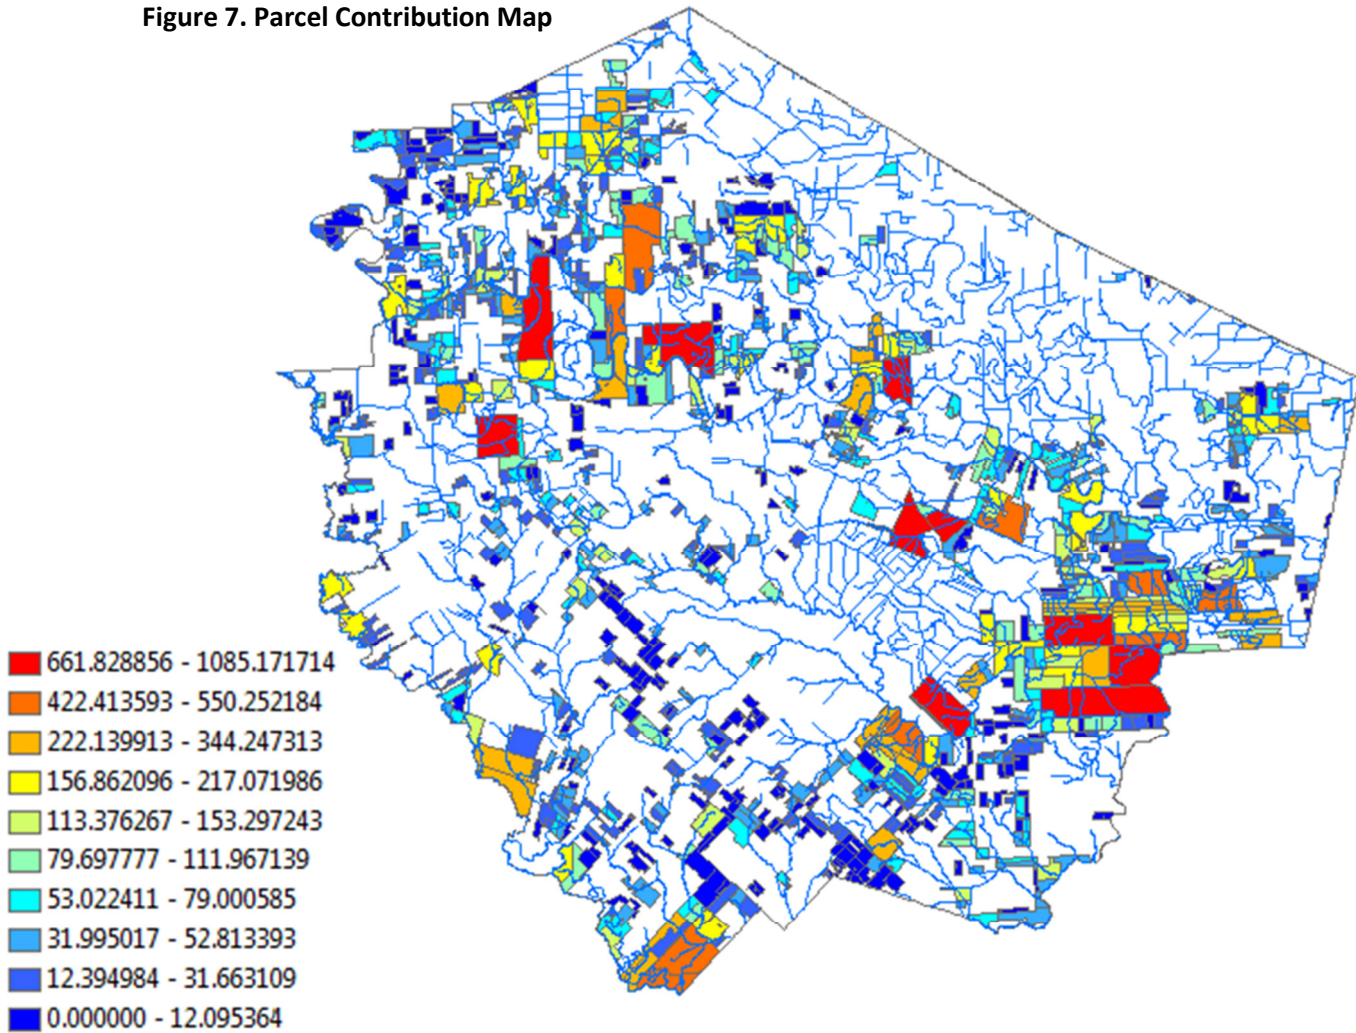 Figure 7. Parcel Contribution Map
661.828856 - 1085.171714
422.413593 - 550.252184
222.139913 - 344.247313
156.862096 - 217.071986
113.376267 - 153.297243
79.697777 - 111.967139
53.022411 - 79.000585
31.995017 - 52.813393
12.394984 - 31.663109
0.000000 - 12.095364